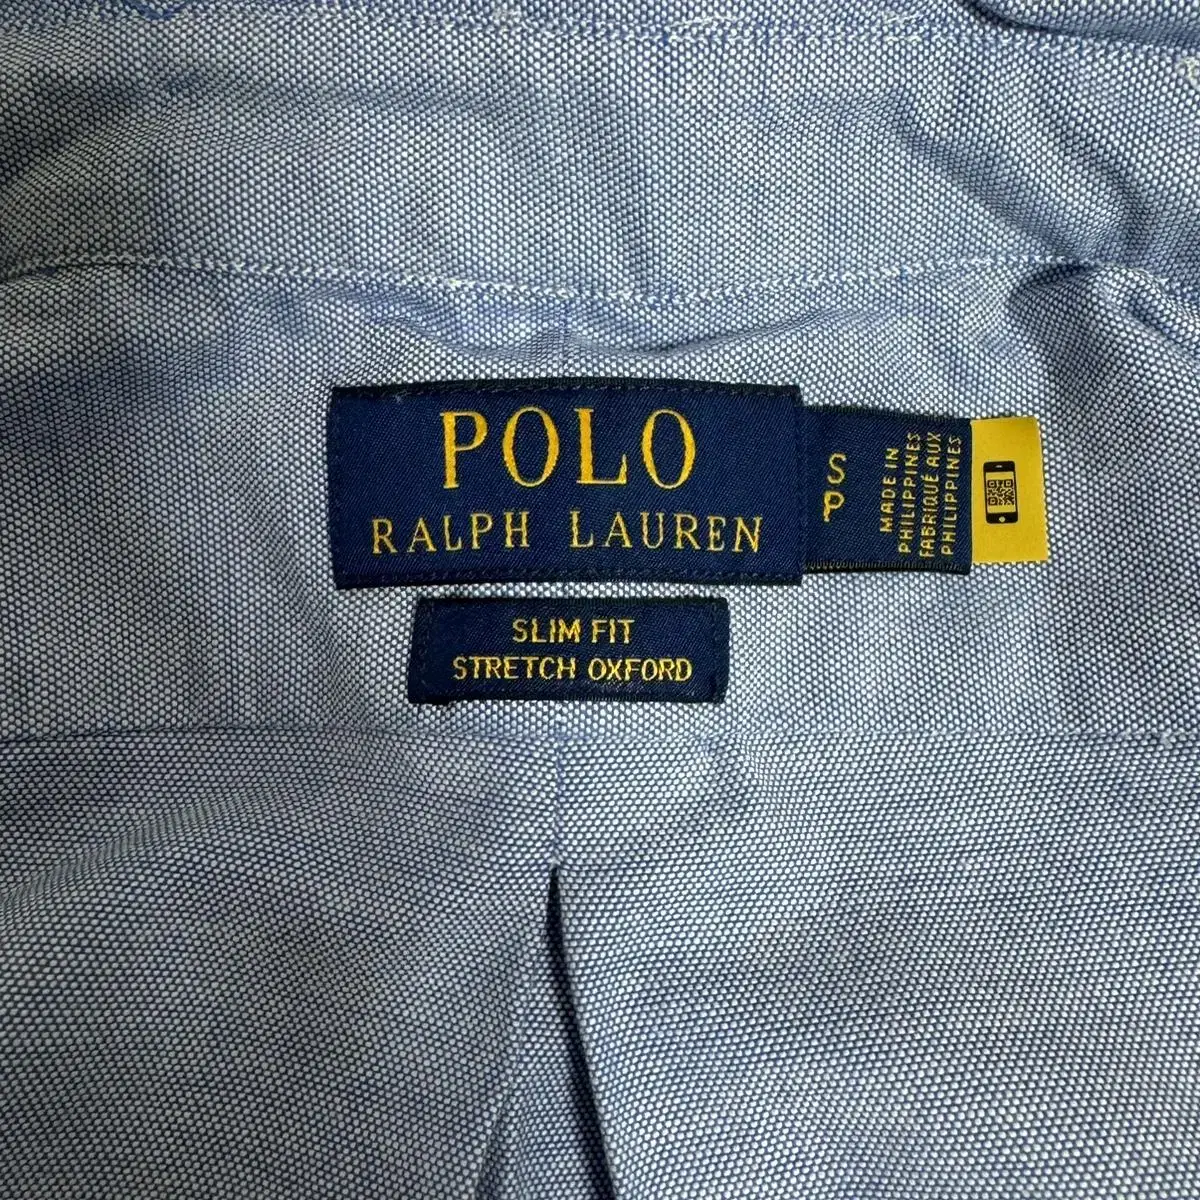 POLO
RALPH LAUREN
S
P
MADE IN
PHILIPPINES
FABRIQUÉ AUX
PHILIPPINES
SLIM FIT
STRETCH OXFORD